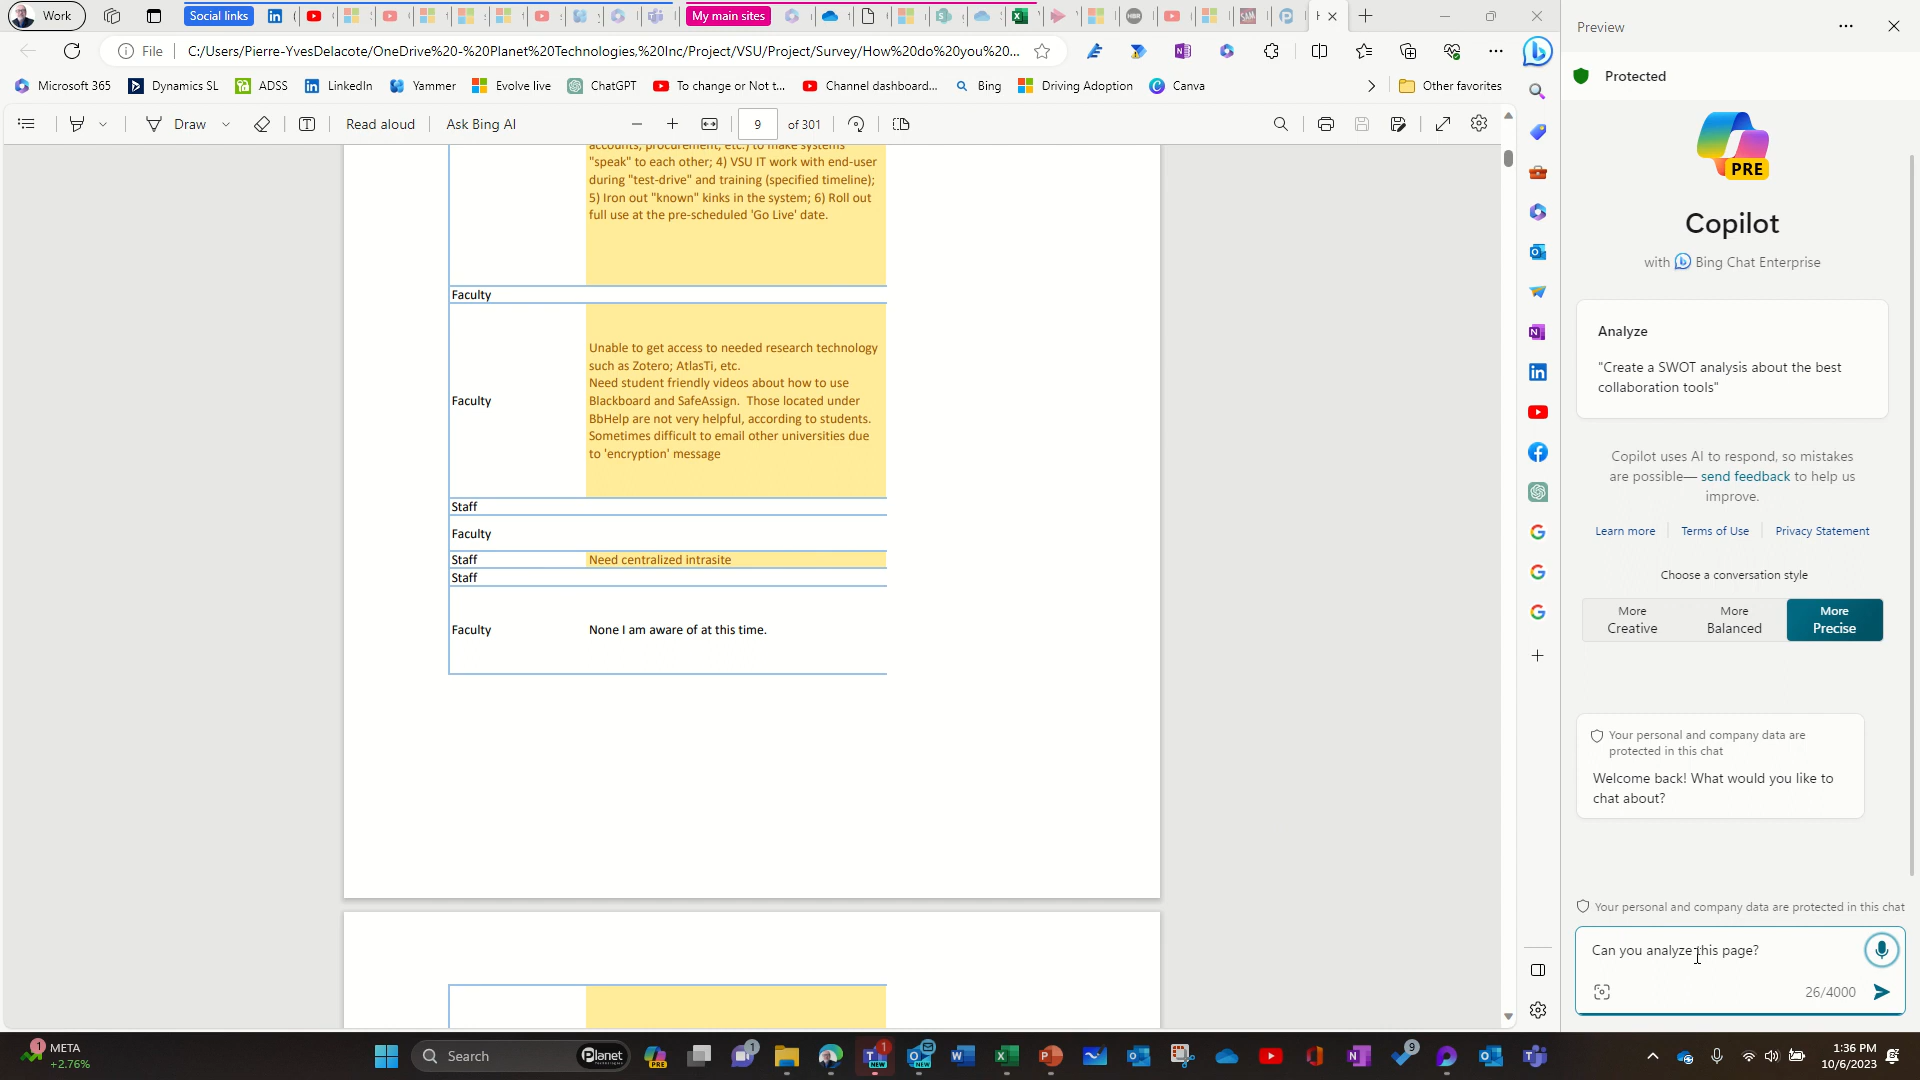 Work
Social links
My main sites
File
C:/Users/Pierre-YvesDelacote/OneDrive%20-%20Planet%20Technologies,%20Inc/Project/VSU/Project/Survey/How%20do%20you%20...
Microsoft 365
Dynamics SL
ADSS
LinkedIn
Yammer
Evolve live
ChatGPT
To change or Not t...
Channel dashboard...
Bing
Driving Adoption
Canva
Other favorites
Draw
Read aloud
Ask Bing AI
9
of 301
accounts, procurement, etc.) to make systems
"speak" to each other; 4) VSU IT work with end-user
during "test-drive" and training (specified timeline);
5) Iron out "known" kinks in the system; 6) Roll out
full use at the pre-scheduled 'Go Live' date.
Faculty
Faculty
Unable to get access to needed research technology
such as Zotero; AtlasTi, etc.
Need student friendly videos about how to use
Blackboard and SafeAssign. Those located under
BbHelp are not very helpful, according to students.
Sometimes difficult to email other universities due
to 'encryption' message
Staff
Faculty
Staff
Need centralized intrasite
Staff
Faculty
None I am aware of at this time.
Preview
Protected
PRE
Copilot
with Bing Chat Enterprise
Analyze
"Create a SWOT analysis about the best
collaboration tools"
Copilot uses AI to respond, so mistakes
are possible— send feedback to help us
improve.
Learn more
Terms of Use
Privacy Statement
Choose a conversation style
More
Creative
More
Balanced
More
Precise
Your personal and company data are
protected in this chat
Welcome back! What would you like to
chat about?
Your personal and company data are protected in this chat
Can you analyze this page?
26/4000
META
+2.76%
Search
Planet
1:36 PM
10/6/2023